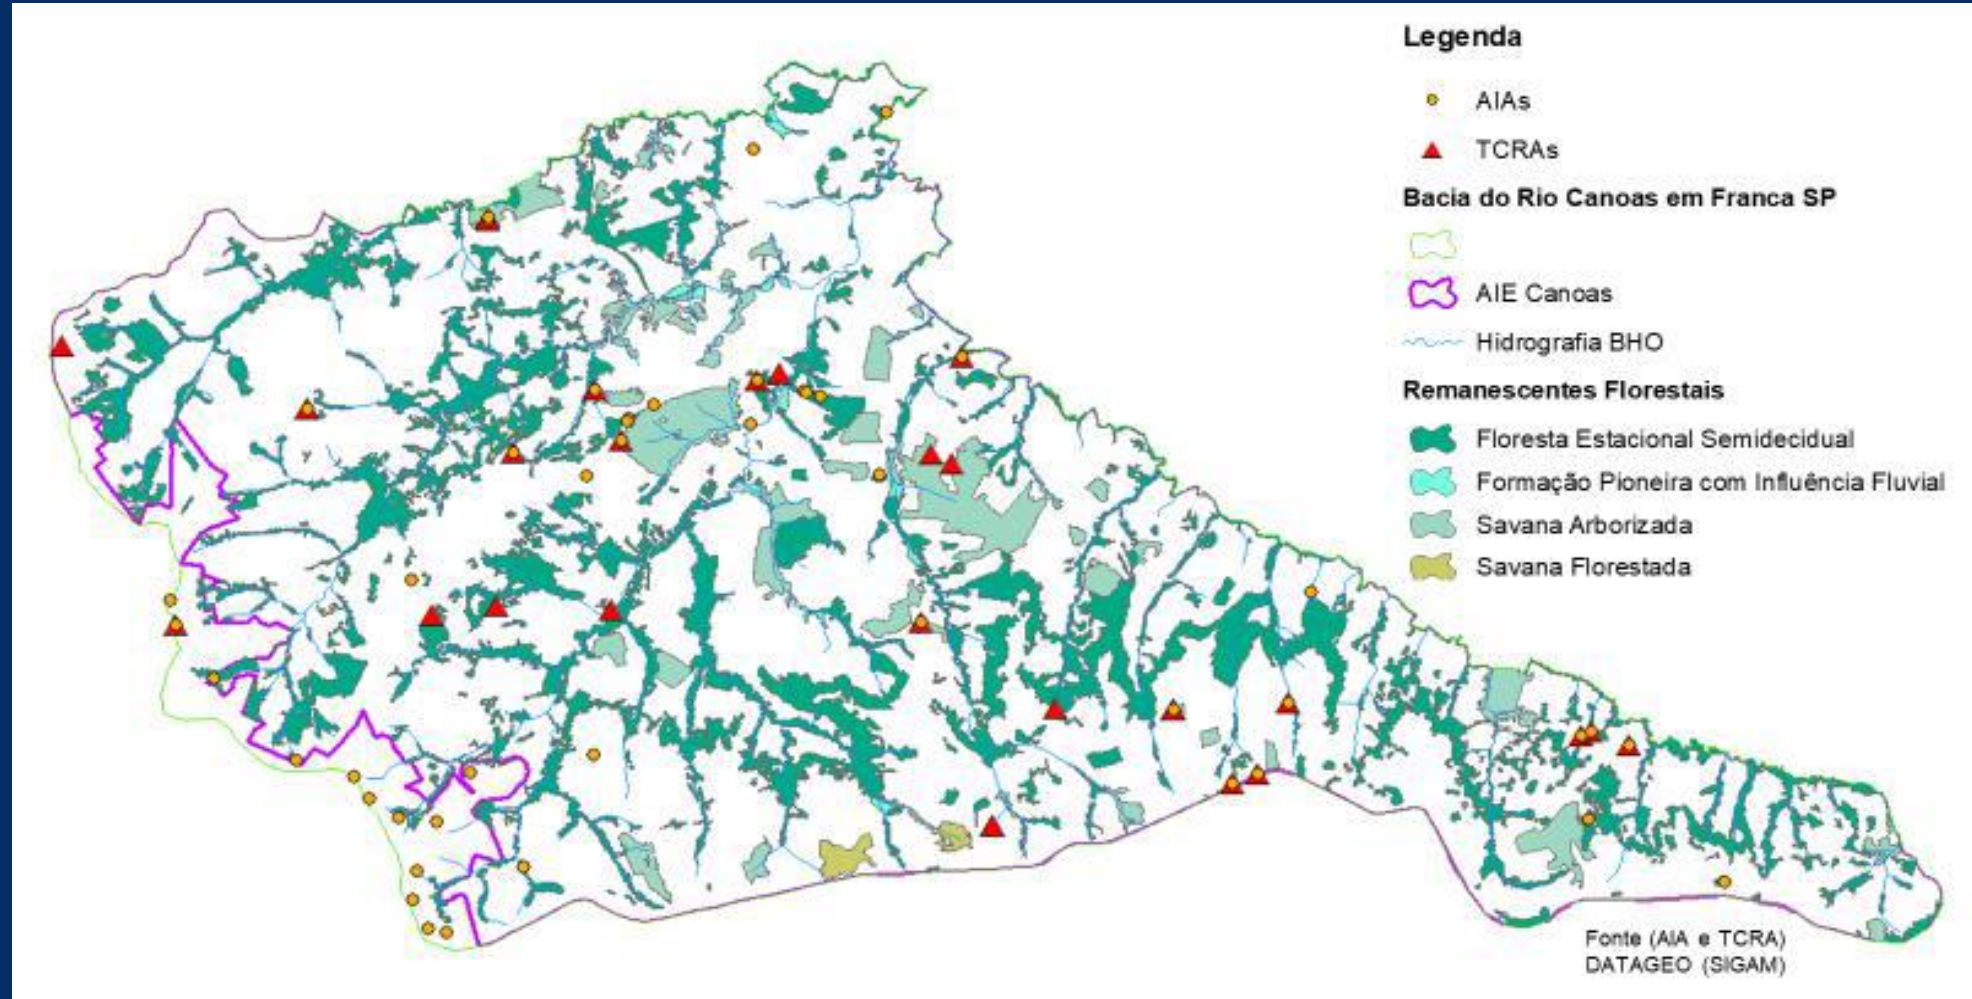 Legenda
AIAs
TCRAs
Bacia do Rio Canoas em Franca SP
AIE Canoas
Hidrografia BHO
Remanescentes Florestais
Floresta Estacional Semidecidual
Formação Pioneira com Influência Fluvial
Savana Arborizada
Savana Florestada
Fonte (AIA e TCRA)
DATAGEO (SIGAM)